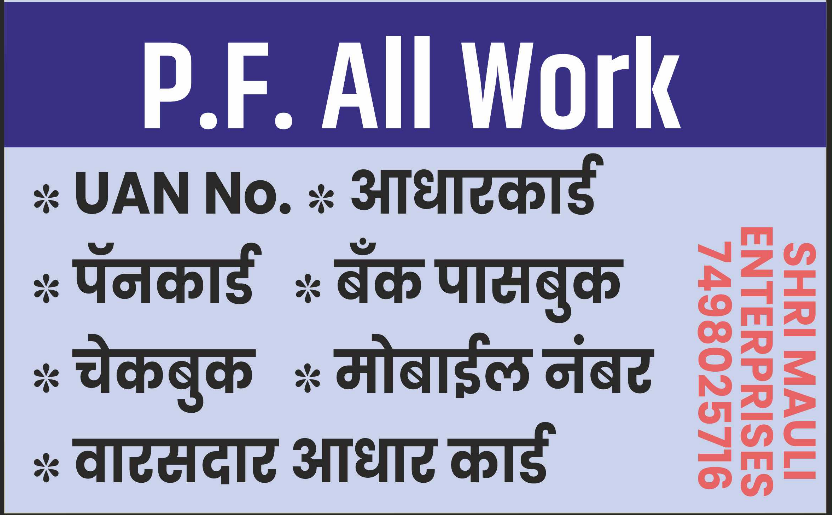 P.F. All Work
* UAN No. * आधारकार्ड
* पॅनकार्ड * बँक पासबुक
* चेकबुक * मोबाईल नंबर
* वारसदार आधार कार्ड
SHRI MAULI
ENTERPRISES
7498025716